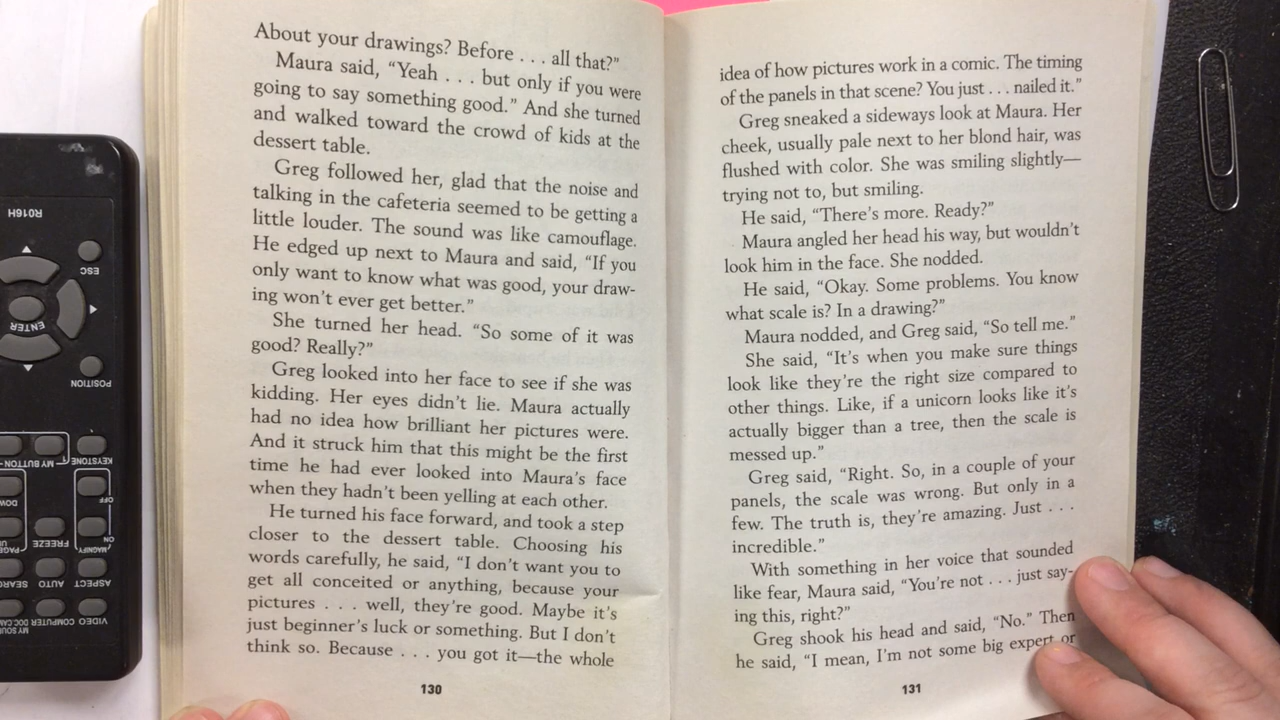 About your drawings? Before . . . all that?”
Maura said, “Yeah . . . but only if you were
going to say something good.” And she turned
and walked toward the crowd of kids at the
dessert table.
Greg followed her, glad that the noise and
talking in the cafeteria seemed to be getting a
little louder. The sound was like camouflage.
He edged up next to Maura and said, “If you
only want to know what was good, your draw-
ing won’t ever get better.”
She turned her head. “So some of it was
good? Really?”
Greg looked into her face to see if she was
kidding. Her eyes didn’t lie. Maura actually
had no idea how brilliant her pictures were.
And it struck him that this might be the first
time he had ever looked into Maura’s face
when they hadn’t been yelling at each other.
He turned his face forward, and took a step
closer to the dessert table. Choosing his
words carefully, he said, “I don’t want you to
get all conceited or anything, because your
pictures . . . well, they’re good. Maybe it’s
just beginner’s luck or something. But I don’t
think so. Because . . . you got it—the whole
130
idea of how pictures work in a comic. The timing
of the panels in that scene? You just . . . nailed it.”
Greg sneaked a sideways look at Maura. Her
cheek, usually pale next to her blond hair, was
flushed with color. She was smiling slightly—
trying not to, but smiling.
He said, “There’s more. Ready?”
Maura angled her head his way, but wouldn’t
look him in the face. She nodded.
He said, “Okay. Some problems. You know
what scale is? In a drawing?”
Maura nodded, and Greg said, “So tell me.”
She said, “It’s when you make sure things
look like they’re the right size compared to
other things. Like, if a unicorn looks like it’s
actually bigger than a tree, then the scale is
messed up.”
Greg said, “Right. So, in a couple of your
panels, the scale was wrong. But only in a
few. The truth is, they’re amazing. Just . . .
incredible.”
With something in her voice that sounded
like fear, Maura said, “You’re not . . . just say-
ing this, right?”
Greg shook his head and said, “No.” Then
he said, “I mean, I’m not some big expert or
131
R016H
ESC
ENTER
POSITION
MY BUTTON
KEYSTONE
OFF
FREEZE
ON
MAGNIFY
AUTO
ASPECT
COMPUTER
VIDEO